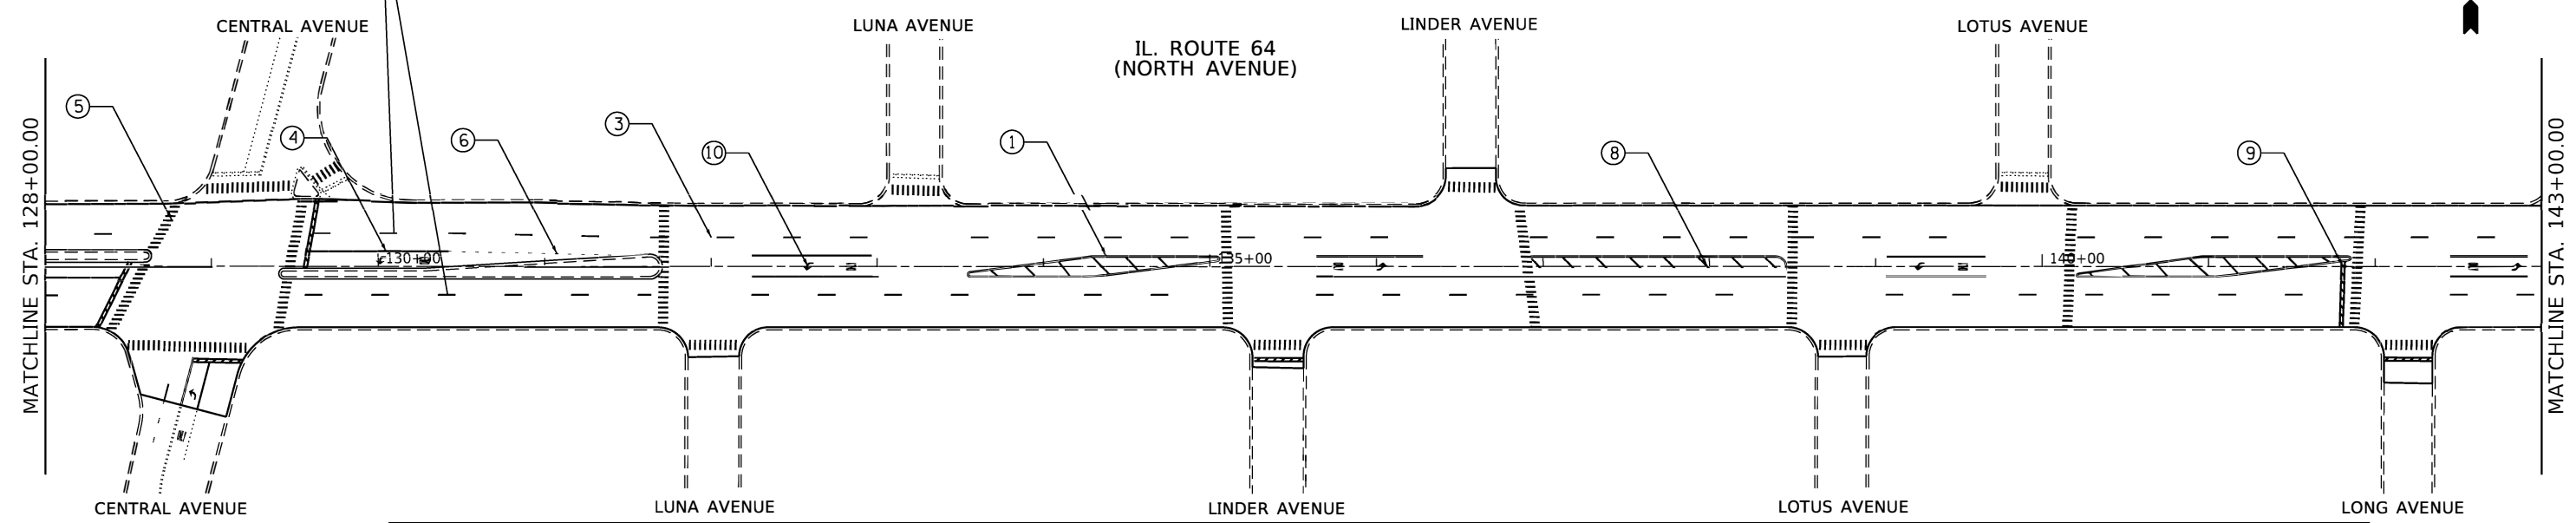 CENTRAL AVENUE
LUNA AVENUE
LINDER AVENUE
LOTUS AVENUE
IL. ROUTE 64
(NORTH AVENUE)
5
4
6
3
10
1
8
9
MATCHLINE STA. 128+00.00
MATCHLINE STA. 143+00.00
130+00
135+00
140+00
CENTRAL AVENUE
LUNA AVENUE
LINDER AVENUE
LOTUS AVENUE
LONG AVENUE